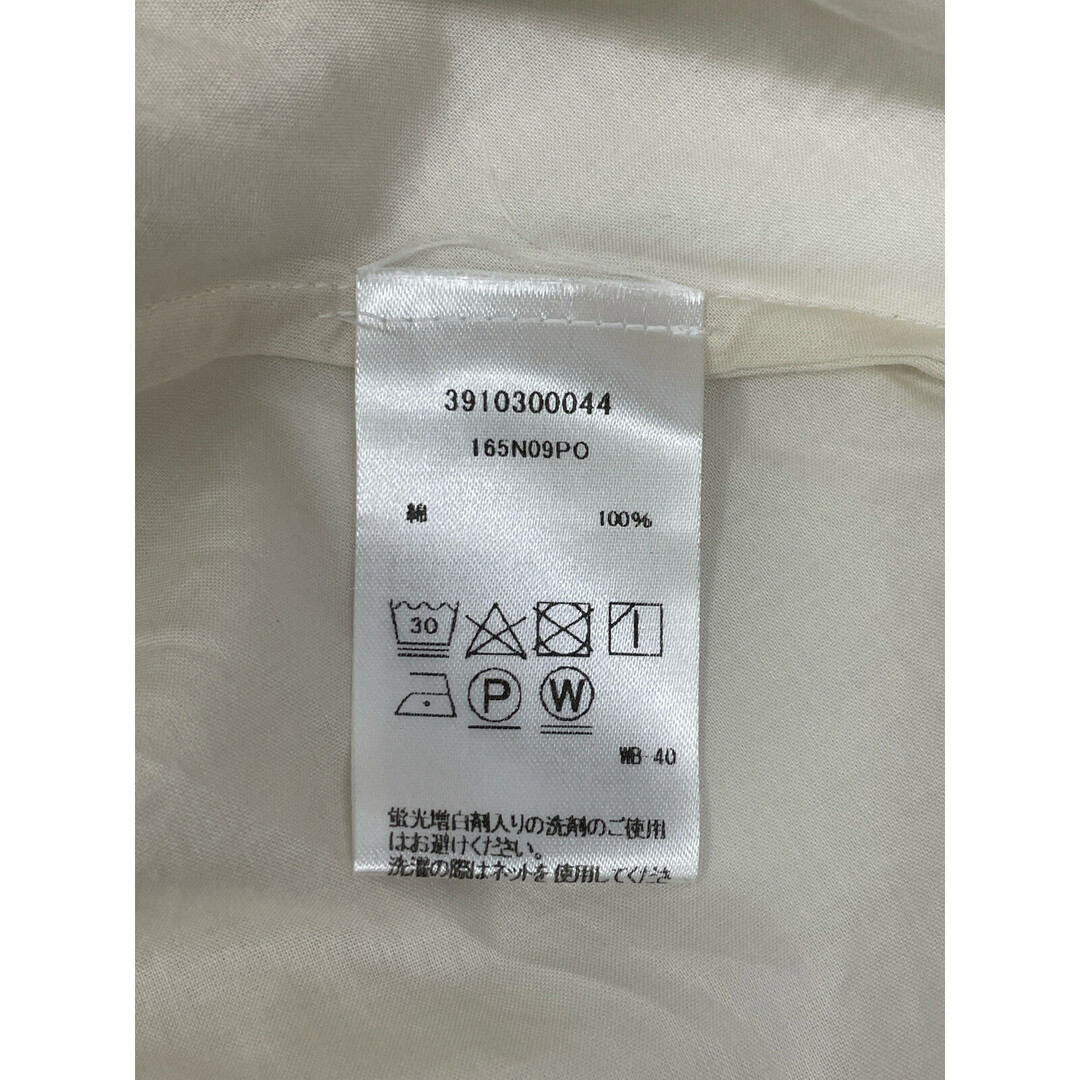 3910300044
165N09PO
綿 100%
30
P W
WB-40
蛍光増白剤入りの洗剤のご使用
はお避けください。
洗濯の際はネットを使用してくださ